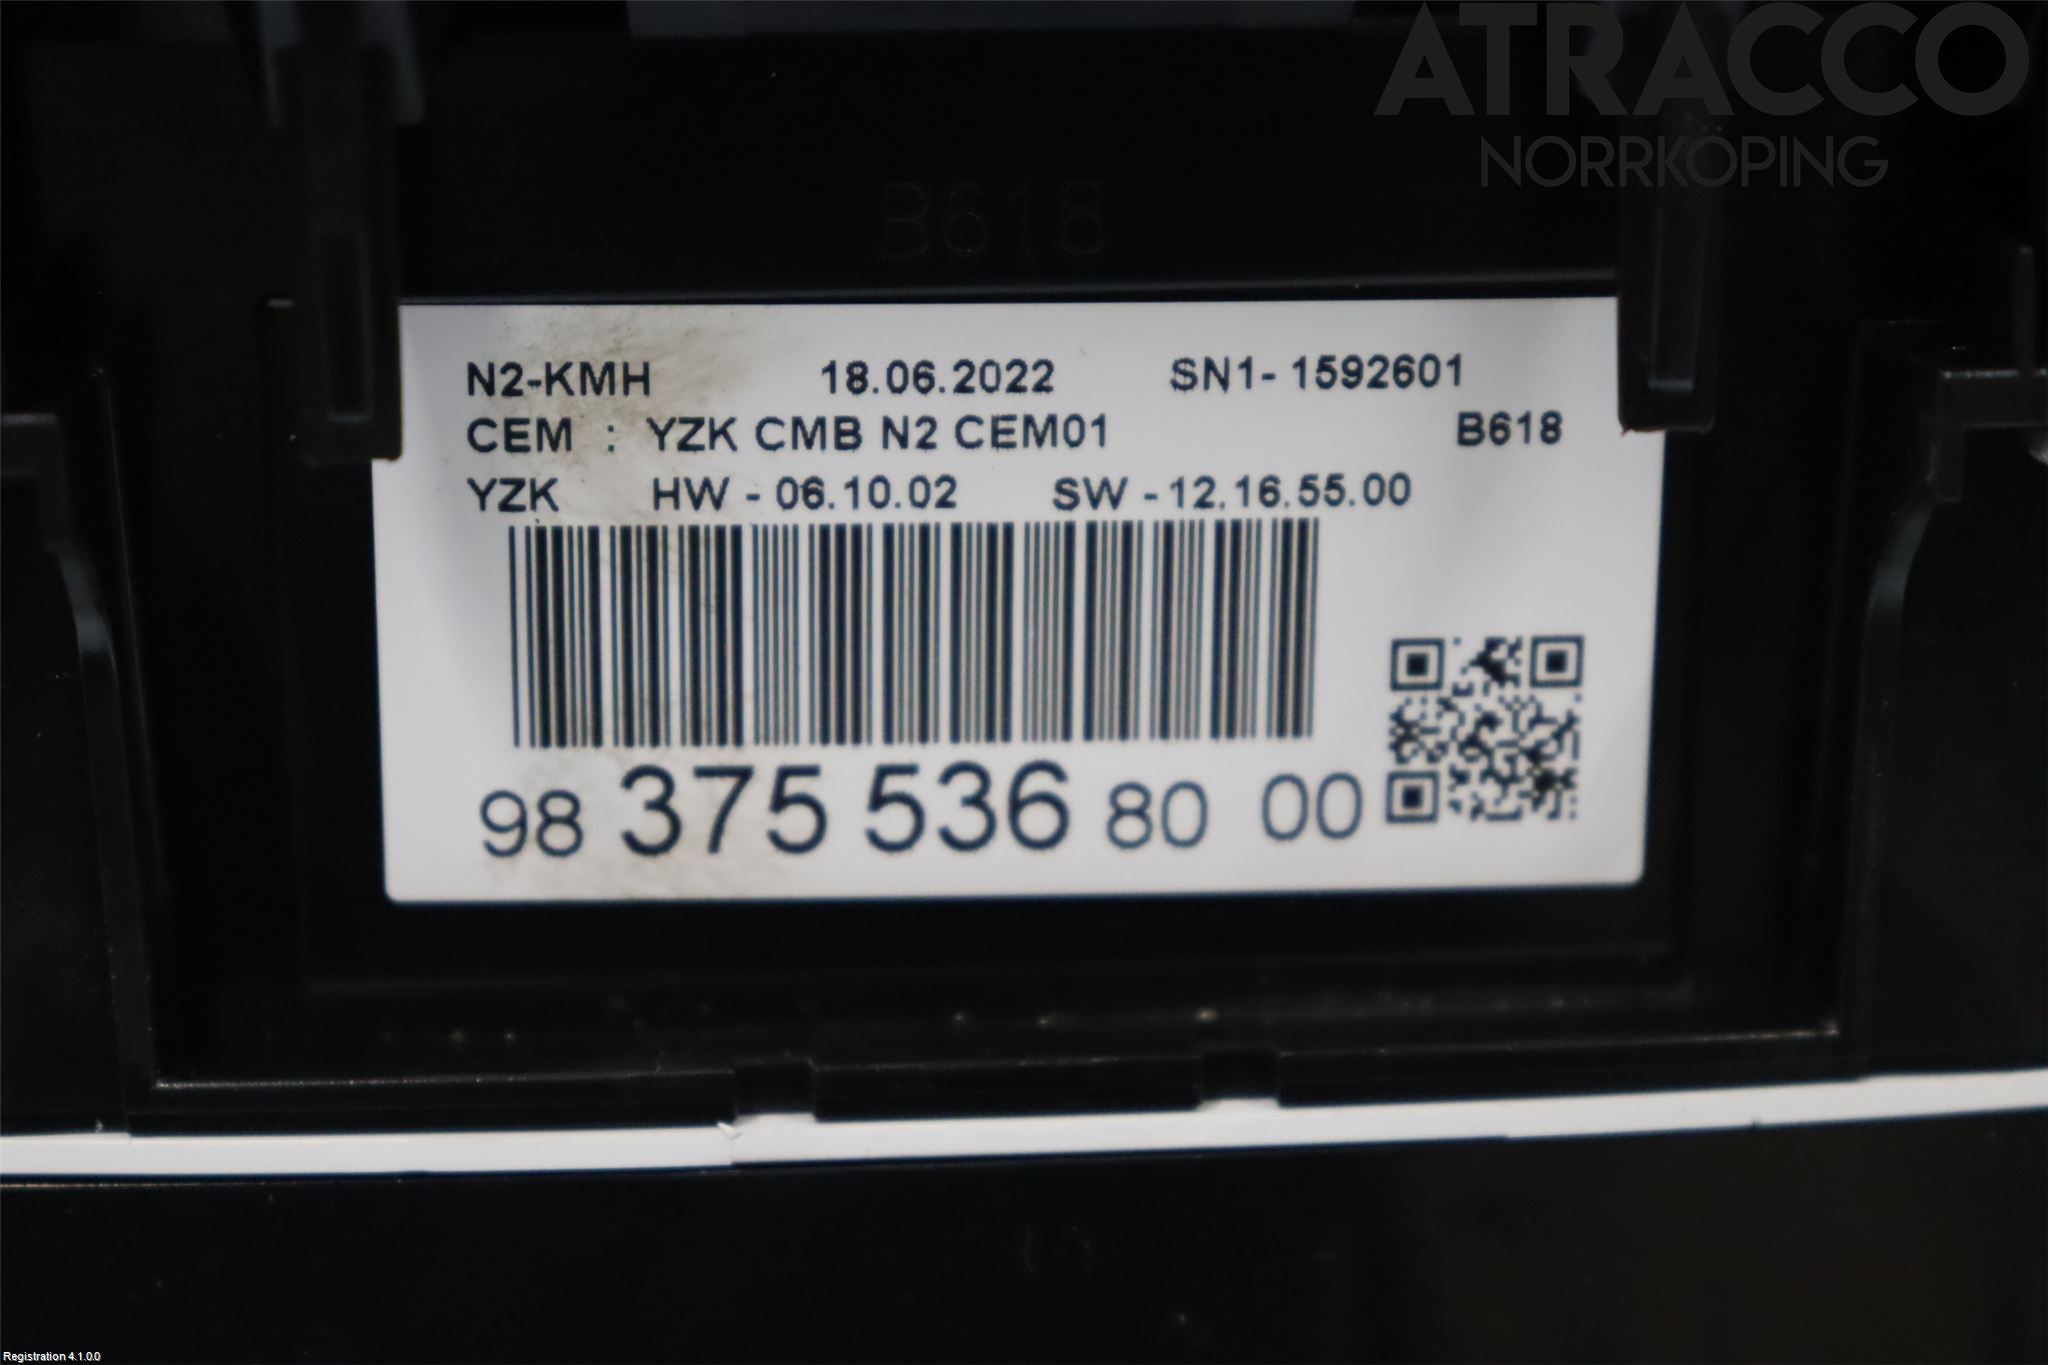 ATRACCO
NORRKÖPING
B618
N2-KMH 18.06.2022 SN1- 1592601
CEM : YZK CMB N2 CEM01 B618
YZK HW - 06.10.02 SW - 12.16.55.00
98 375 536 80 00
Registration 4.1.0.0